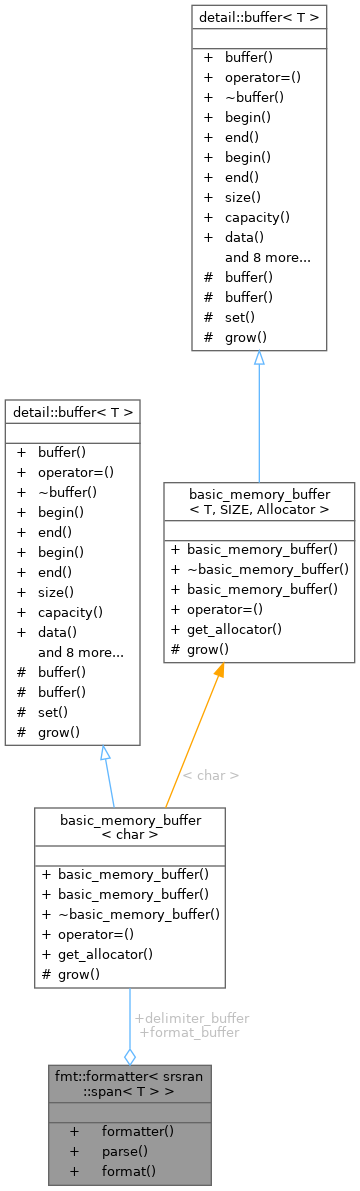 detail::buffer< T >
+ buffer()
+ operator=()
+ ~buffer()
+ begin()
+ end()
+ begin()
+ end()
+ size()
+ capacity()
+ data()
and 8 more...
# buffer()
# buffer()
# set()
# grow()
detail::buffer< T >
+ buffer()
+ operator=()
+ ~buffer()
+ begin()
+ end()
+ begin()
+ end()
+ size()
+ capacity()
+ data()
and 8 more...
# buffer()
# buffer()
# set()
# grow()
basic_memory_buffer
< T, SIZE, Allocator >
+ basic_memory_buffer()
+ ~basic_memory_buffer()
+ basic_memory_buffer()
+ operator=()
+ get_allocator()
# grow()
< char >
basic_memory_buffer
< char >
+ basic_memory_buffer()
+ basic_memory_buffer()
+ ~basic_memory_buffer()
+ operator=()
+ get_allocator()
# grow()
+delimiter_buffer
+format_buffer
fmt::formatter< srsran
::span< T > >
+ formatter()
+ parse()
+ format()